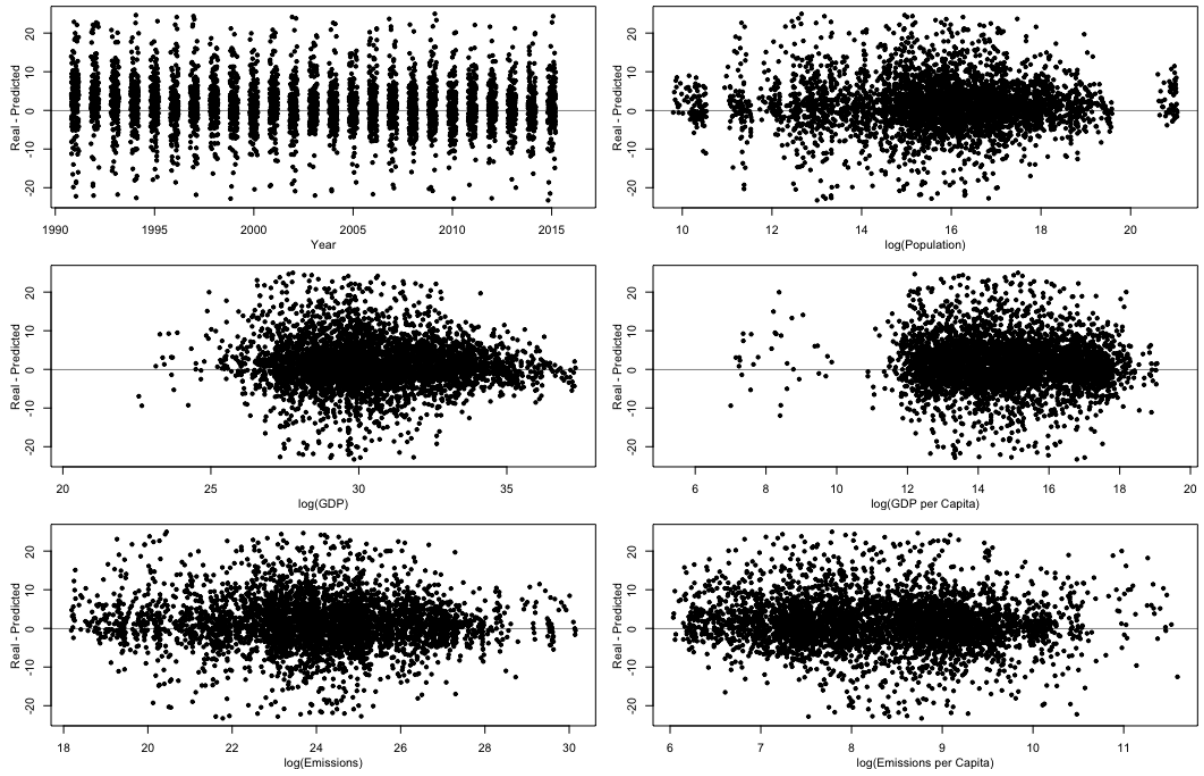 Real - Predicted
20
10
0
-10
-20
1990 1995 2000 2005 2010 2015
Year
Real - Predicted
20
10
0
-10
-20
10 12 14 16 18 20
log(Population)
Real - Predicted
20
10
0
-10
-20
20 25 30 35
log(GDP)
Real - Predicted
20
10
0
-10
-20
6 8 10 12 14 16 18 20
log(GDP per Capita)
Real - Predicted
20
10
0
-10
-20
18 20 22 24 26 28 30
log(Emissions)
Real - Predicted
20
10
0
-10
-20
6 7 8 9 10 11
log(Emissions per Capita)